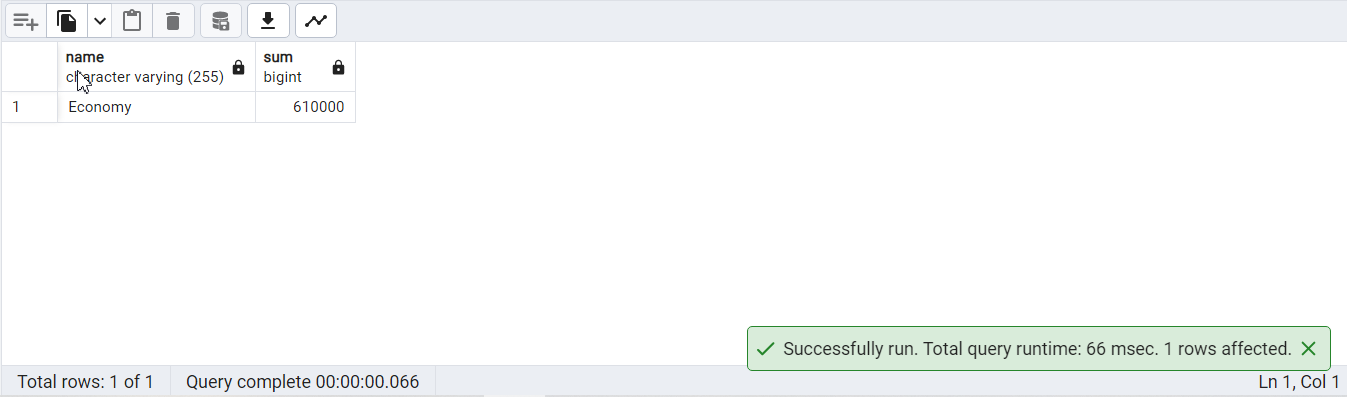 name
character varying (255)
sum
bigint
1
Economy
610000
Successfully run. Total query runtime: 66 msec. 1 rows affected.
Total rows: 1 of 1
Query complete 00:00:00.066
Ln 1, Col 1